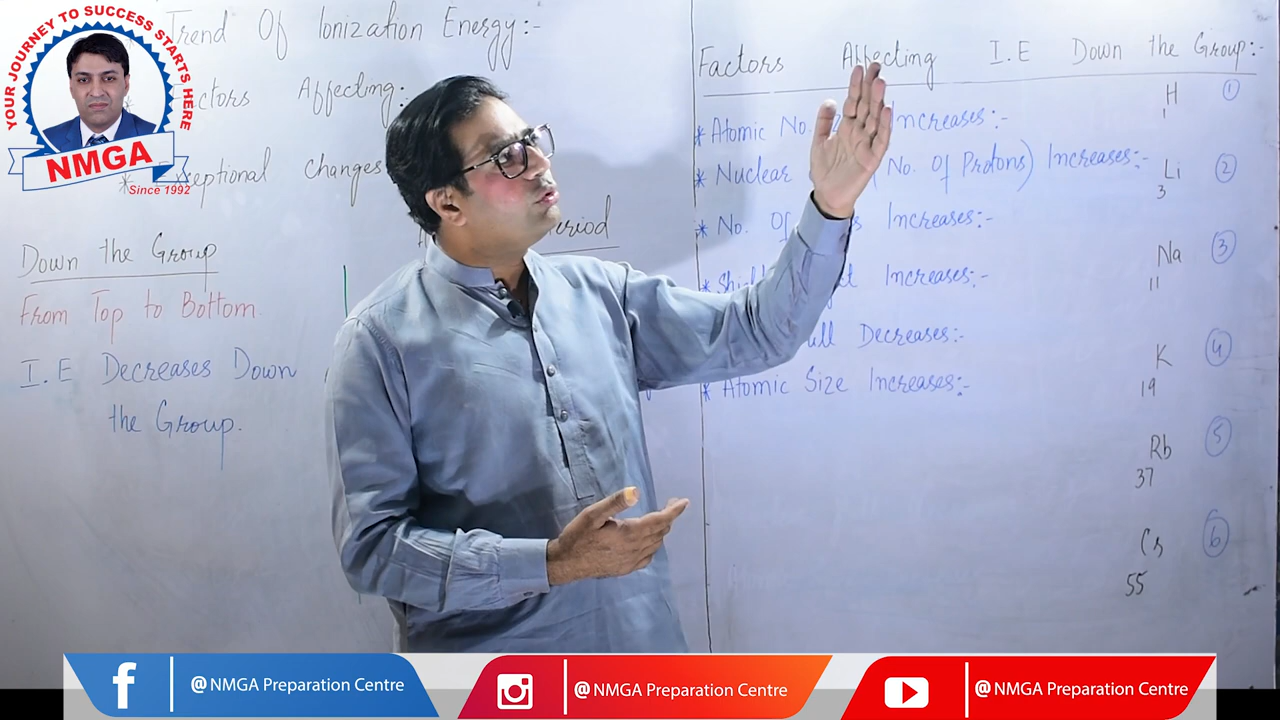 YOUR JOURNEY TO SUCCESS STARTS HERE
NMGA
Since 1992
Trend Of Ionization Energy:-
Affecting:
changes
Down the Group
From Top to Bottom
I.E Decreases Down
the Group.
Factors Affecting I.E Down the Group:-
* Atomic No. Increases:-
* Nuclear (No. Of Protons) Increases:-
* No. Of Increases:-
* Increases:-
Decreases:-
* Atomic Size Increases:-
H 1
1
Li 2
3
Na 3
11
K 4
19
Rb 5
37
Cs 6
55
@NMGA Preparation Centre
@NMGA Preparation Centre
@NMGA Preparation Centre